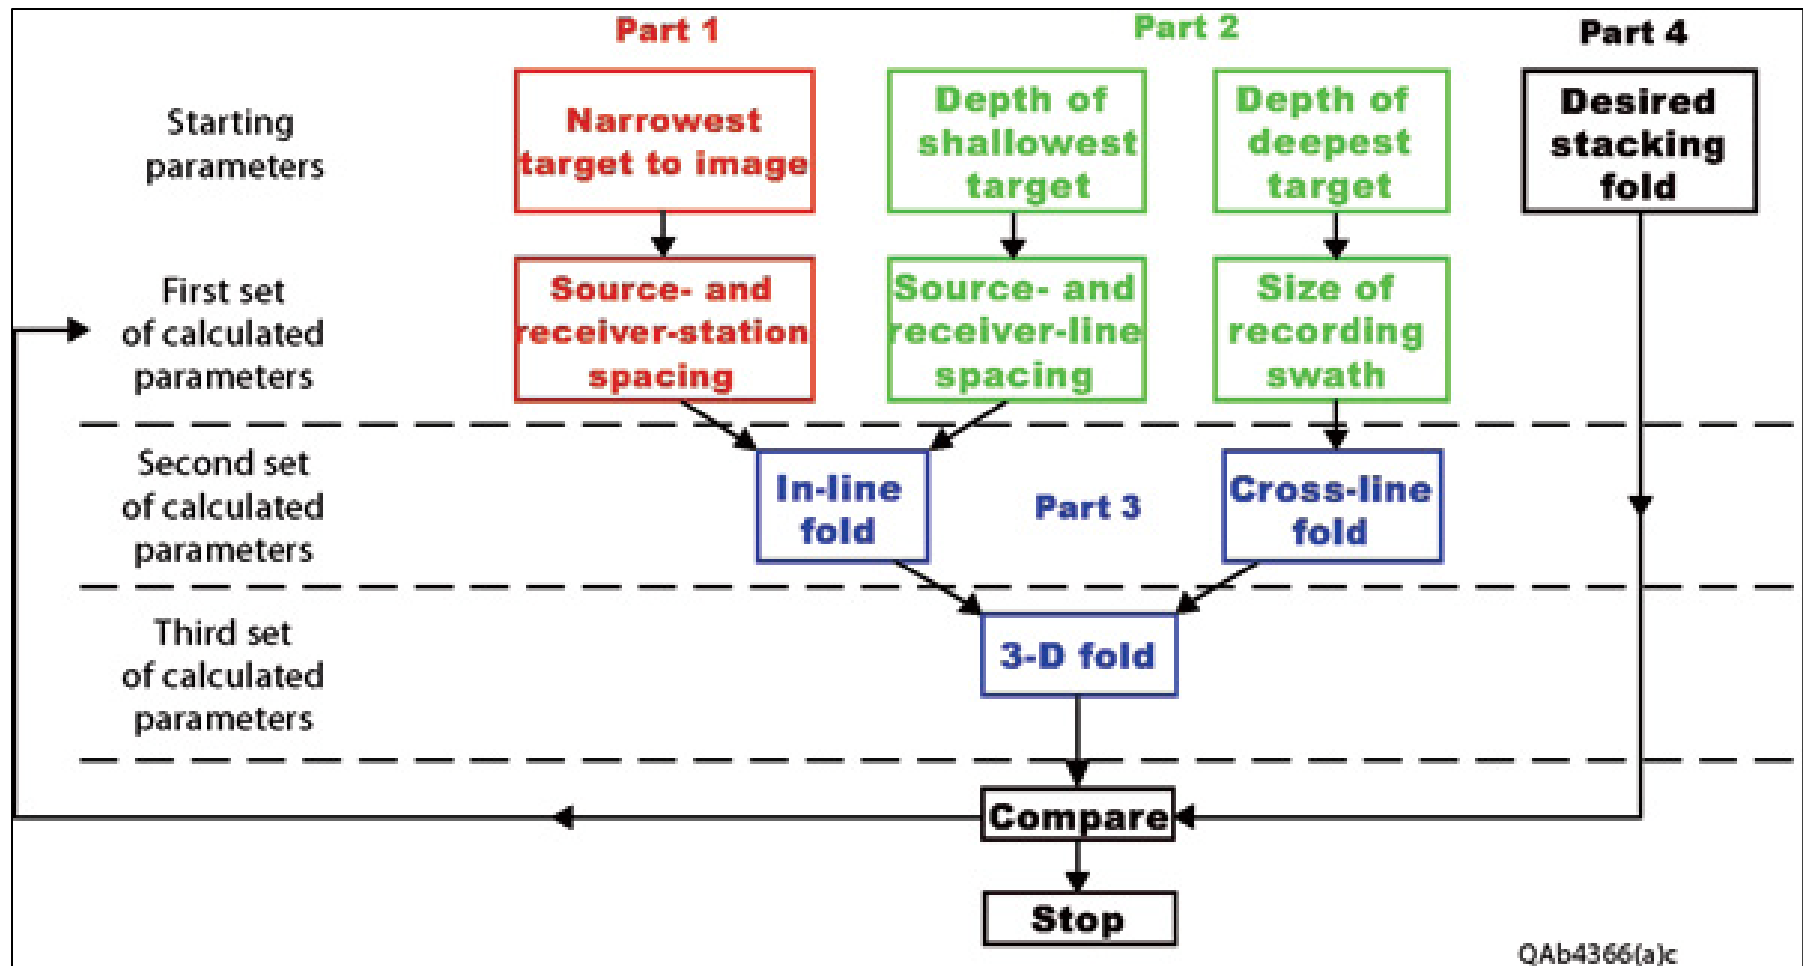 Part 1
Part 2
Part 4
Starting
parameters
Narrowest
target to image
Depth of
shallowest
target
Depth of
deepest
target
Desired
stacking
fold
First set
of calculated
parameters
Source- and
receiver-station
spacing
Source- and
receiver-line
spacing
Size of
recording
swath
Second set
of calculated
parameters
In-line
fold
Part 3
Cross-line
fold
Third set
of calculated
parameters
3-D fold
Compare
Stop
QAb4366(a)c